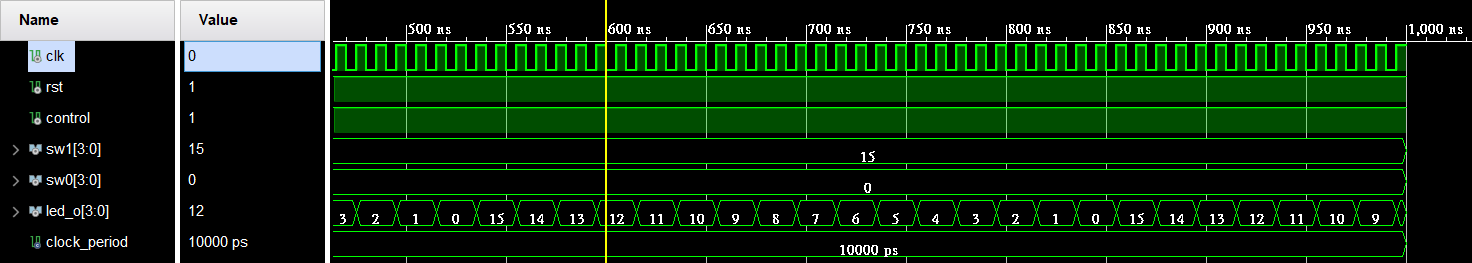 Name Value
500 ns 550 ns 600 ns 650 ns 700 ns 750 ns 800 ns 850 ns 900 ns 950 ns 1,000 ns
clk 0
rst 1
control 1
sw1[3:0] 15 15
sw0[3:0] 0 0
led_o[3:0] 12 3 2 1 0 15 14 13 12 11 10 9 8 7 6 5 4 3 2 1 0 15 14 13 12 11 10 9
clock_period 10000 ps 10000 ps